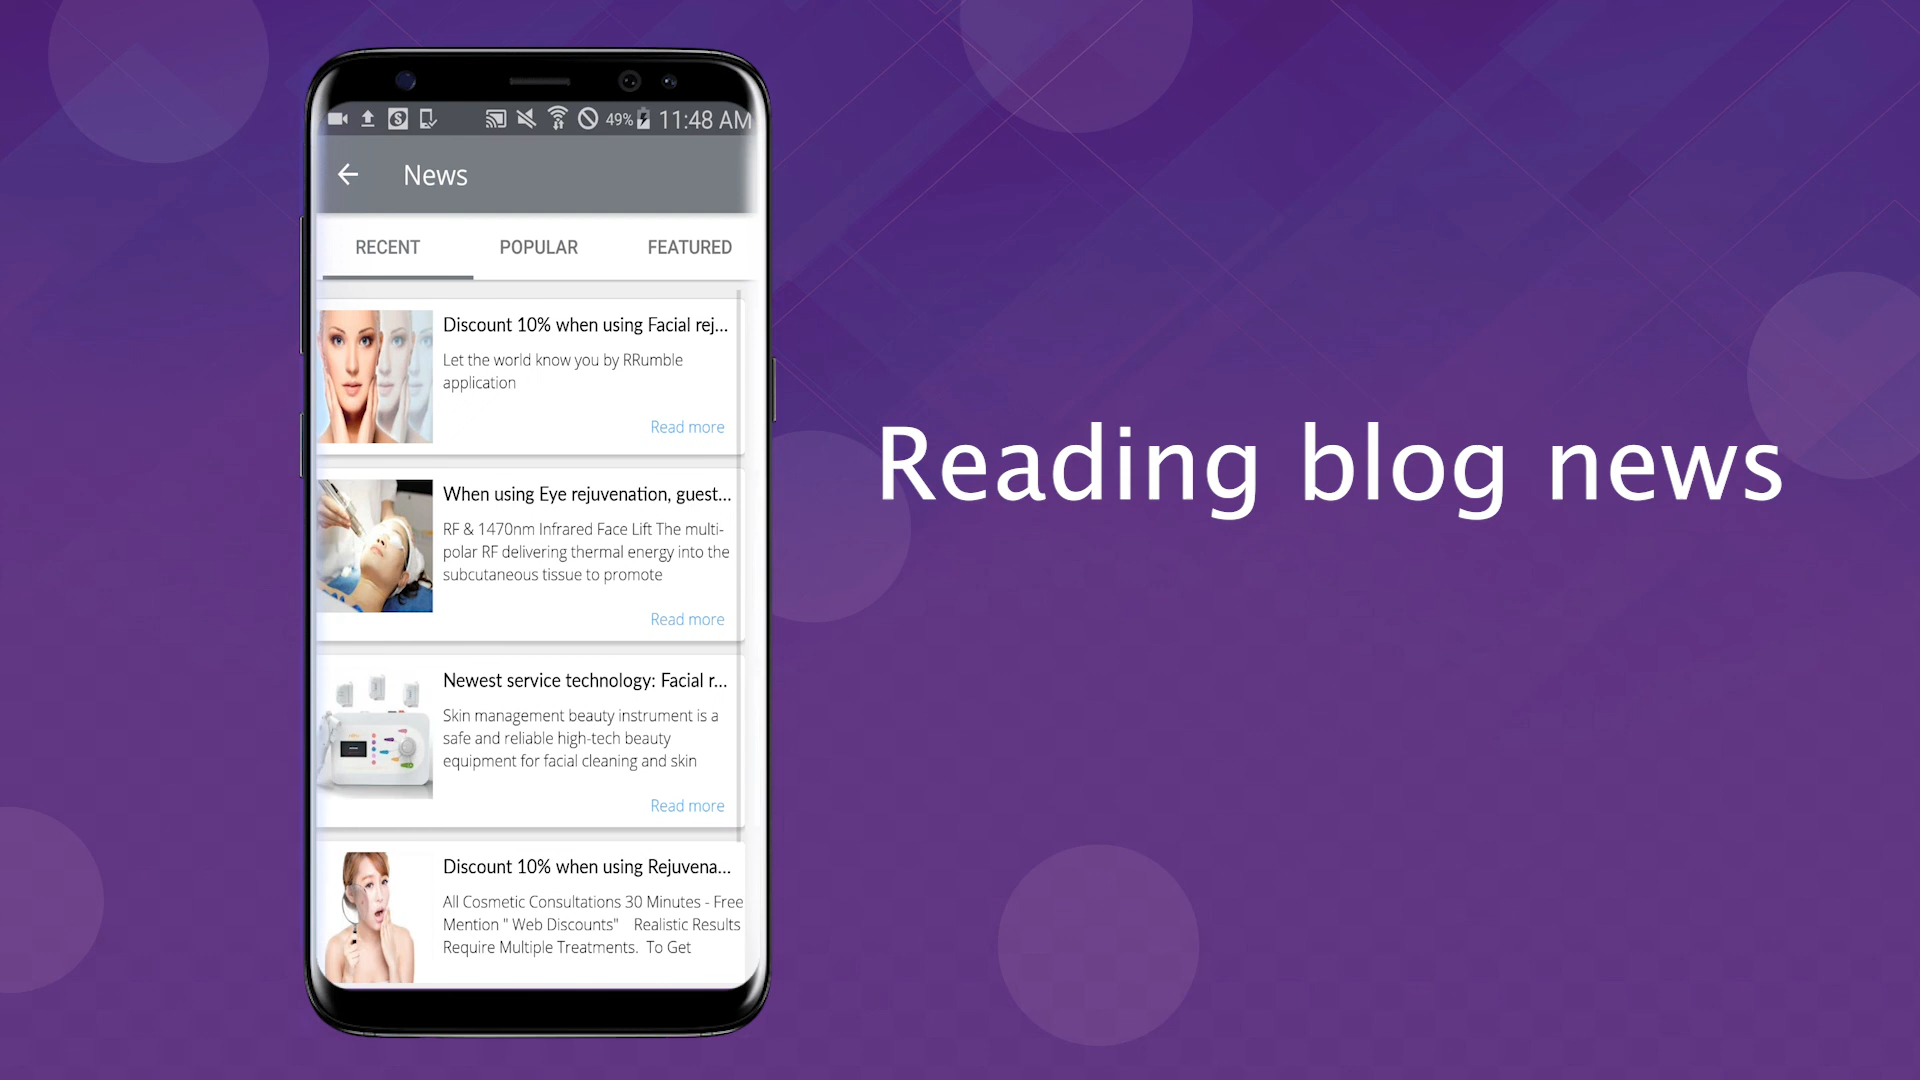 49% 11:48 AM
News
RECENT POPULAR FEATURED
Discount 10% when using Facial rej...
Let the world know you by RRumble
application
Read more
When using Eye rejuvenation, guest...
RF & 1470nm Infrared Face Lift The multi-
polar RF delivering thermal energy into the
subcutaneous tissue to promote
Read more
Newest service technology: Facial r...
Skin management beauty instrument is a
safe and reliable high-tech beauty
equipment for facial cleaning and skin
Read more
Discount 10% when using Rejuvena...
All Cosmetic Consultations 30 Minutes - Free
Mention " Web Discounts" Realistic Results
Require Multiple Treatments. To Get
Reading blog news